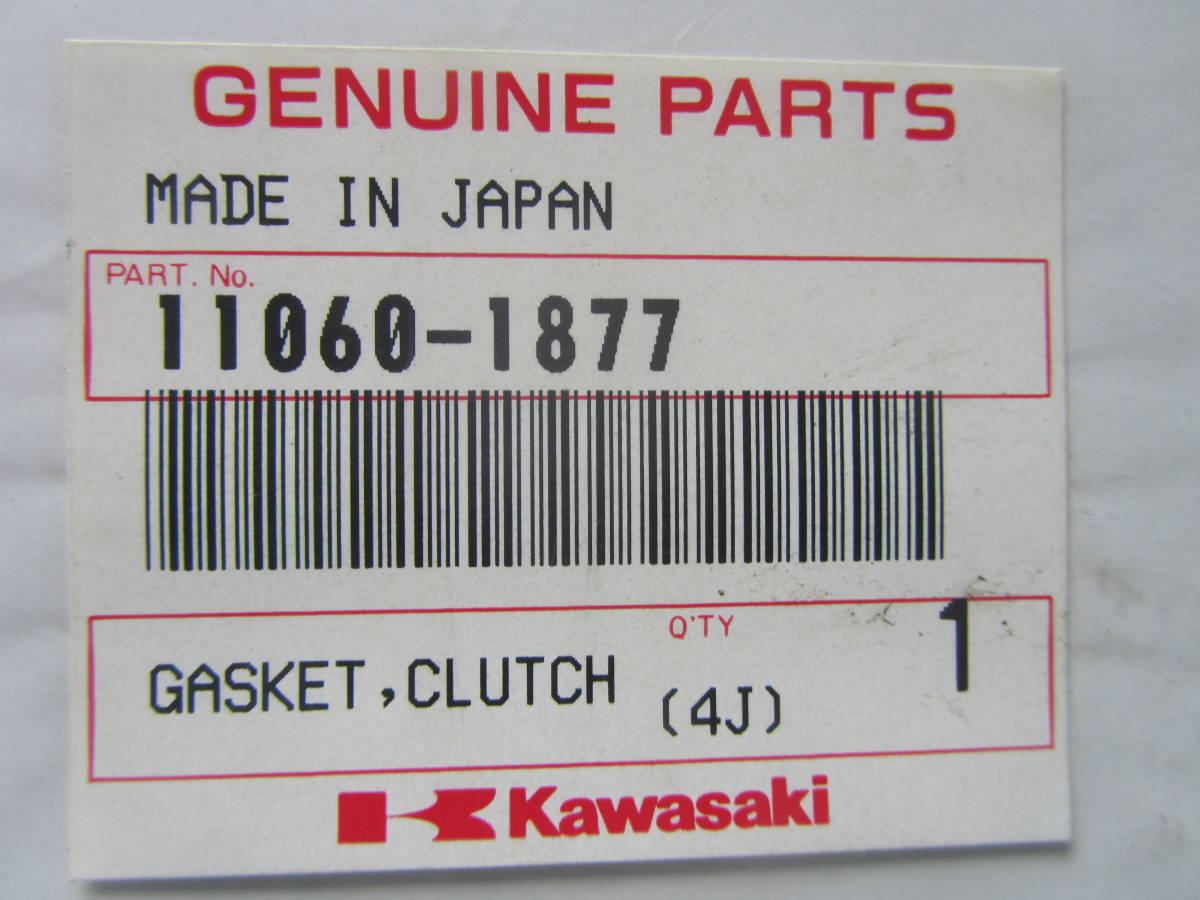 GENUINE PARTS
MADE IN JAPAN
PART. No.
11060-1877
Q'TY
GASKET,CLUTCH (4J) 1
Kawasaki